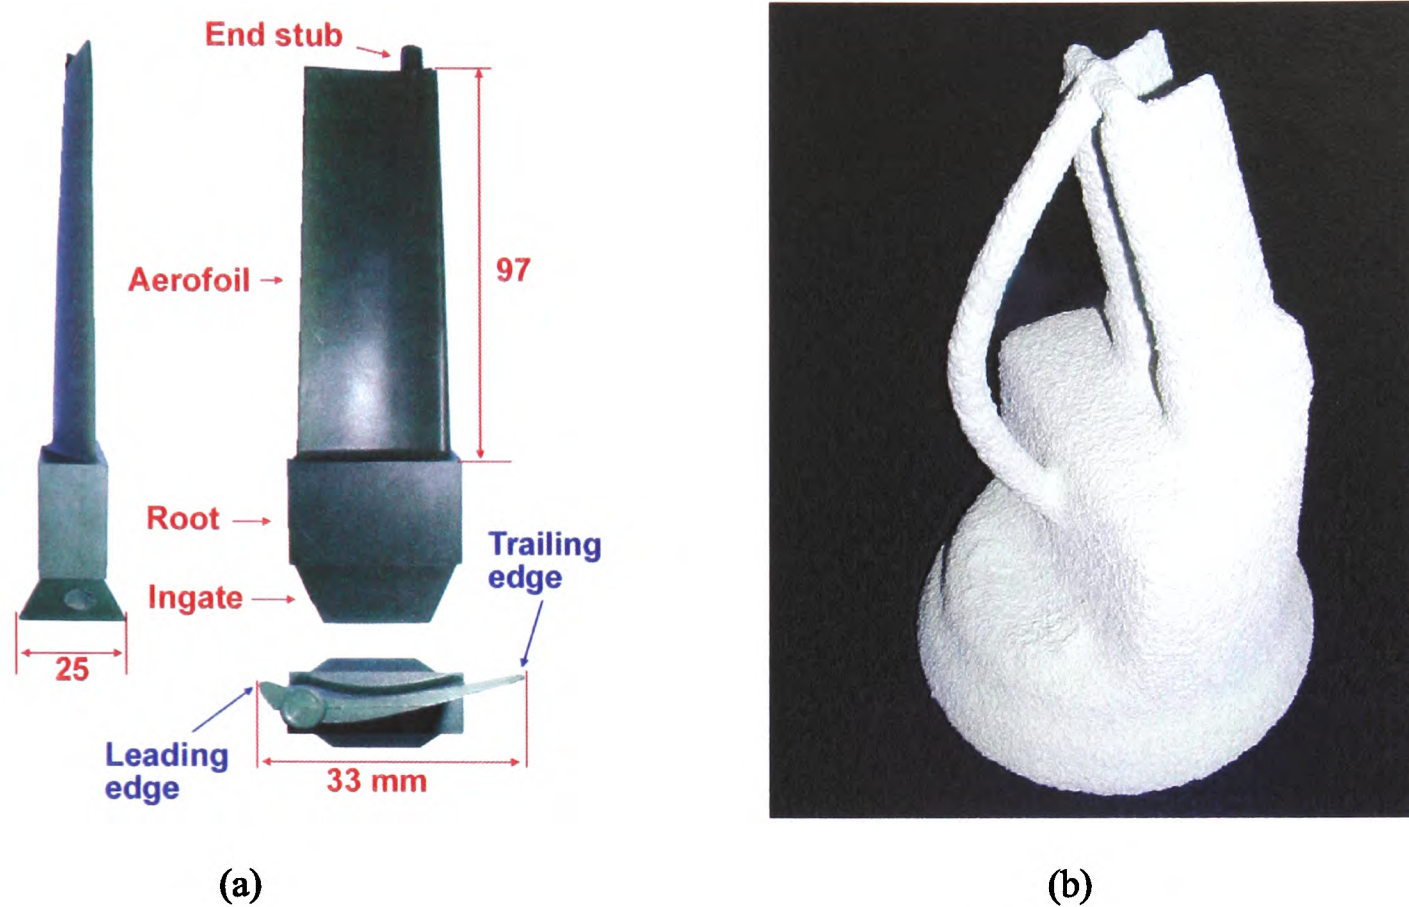 End stub
Aerofoil
97
Root
Trailing
edge
Ingate
25
Leading
edge
33 mm
(a)
(b)